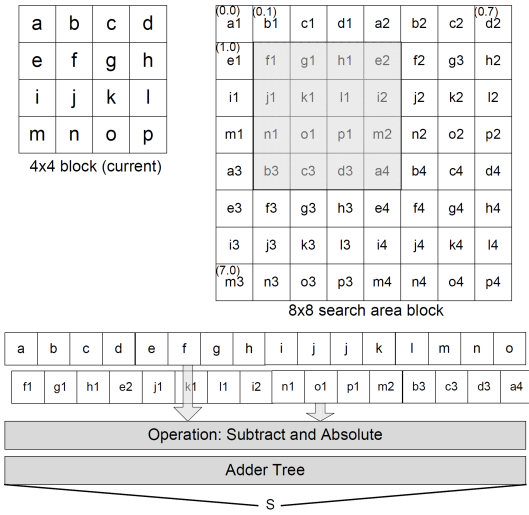 a b c d
e f g h
i j k l
m n o p
4x4 block (current)
(0.0) (0.1) (0.7)
a1 b1 c1 d1 a2 b2 c2 d2
(1.0)
e1 f1 g1 h1 e2 f2 g3 h2
i1 j1 k1 l1 i2 j2 k2 l2
m1 n1 o1 p1 m2 n2 o2 p2
a3 b3 c3 d3 a4 b4 c4 d4
e3 f3 g3 h3 e4 f4 g4 h4
i3 j3 k3 l3 i4 j4 k4 l4
(7.0)
m3 n3 o3 p3 m4 n4 o4 p4
8x8 search area block
a b c d e f g h i j j k l m n o
f1 g1 h1 e2 j1 k1 l1 i2 n1 o1 p1 m2 b3 c3 d3 a4
Operation: Subtract and Absolute
Adder Tree
S